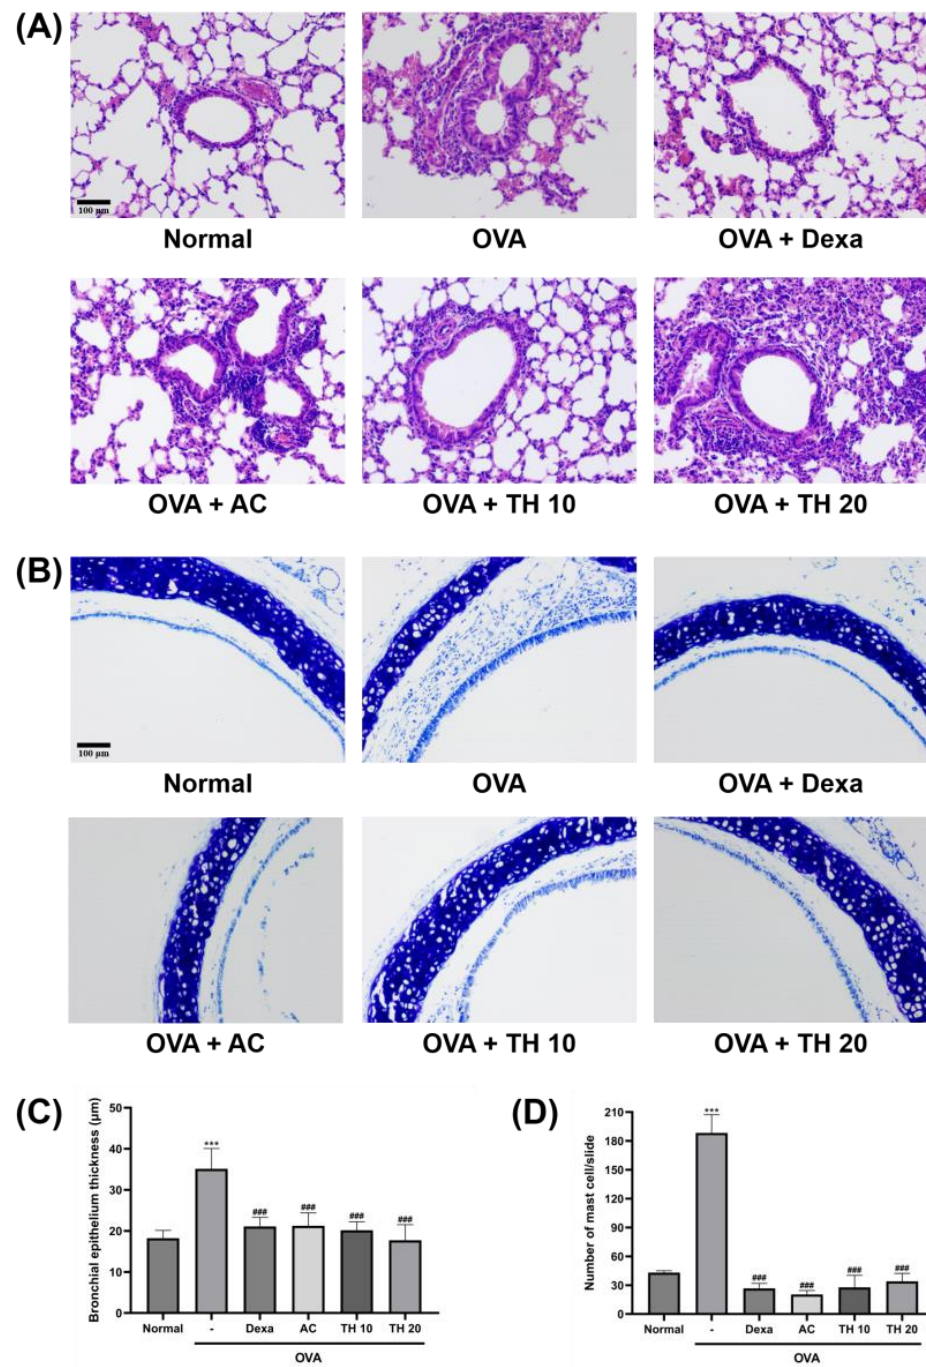 (A)
100 μm
Normal OVA OVA + Dexa
OVA + AC OVA + TH 10 OVA + TH 20
(B)
100 μm
Normal OVA OVA + Dexa
OVA + AC OVA + TH 10 OVA + TH 20
(C)
Bronchial epithelium thickness (μm)
50
40
30
20
10
0
***
### ### ### ###
Normal - Dexa AC TH 10 TH 20
OVA
(D)
Number of mast cell/slide
210
180
150
120
90
60
30
0
***
### ### ### ###
Normal - Dexa AC TH 10 TH 20
OVA